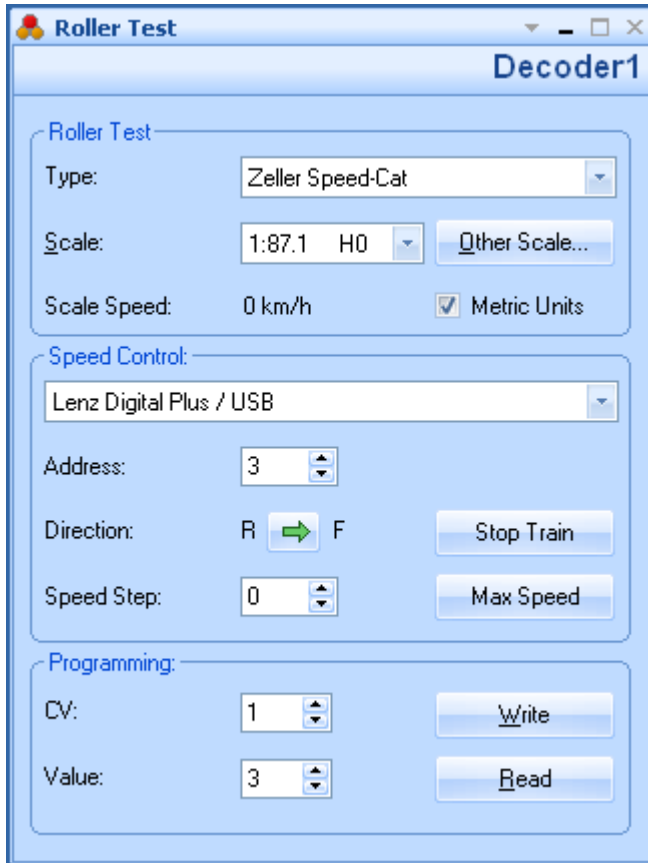 Roller Test
Decoder1
Roller Test
Type: Zeller Speed-Cat
Scale: 1:87.1 H0 Other Scale...
Scale Speed: 0 km/h Metric Units
Speed Control:
Lenz Digital Plus / USB
Address: 3
Direction: R F Stop Train
Speed Step: 0 Max Speed
Programming:
CV: 1 Write
Value: 3 Read